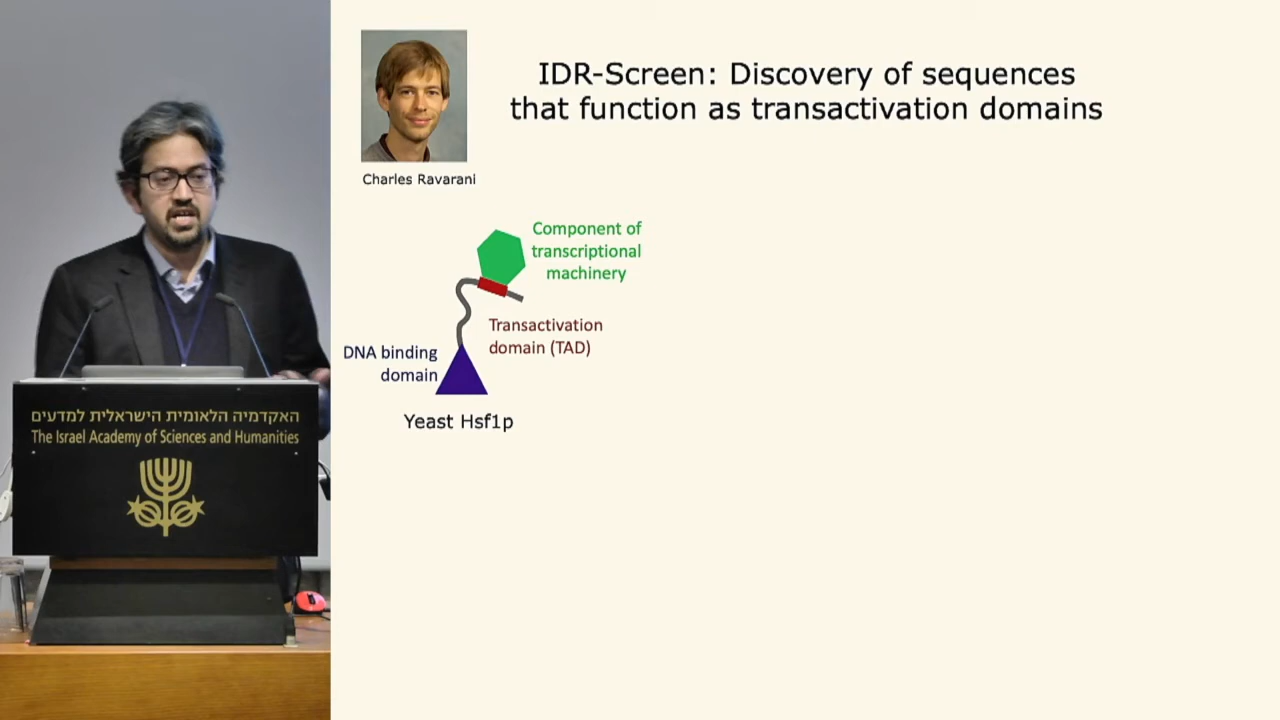 IDR-Screen: Discovery of sequences
that function as transactivation domains
Charles Ravarani
Component of
transcriptional
machinery
Transactivation
domain (TAD)
DNA binding
domain
Yeast Hsf1p
האקדמיה הלאומית הישראלית למדעים
The Israel Academy of Sciences and Humanities